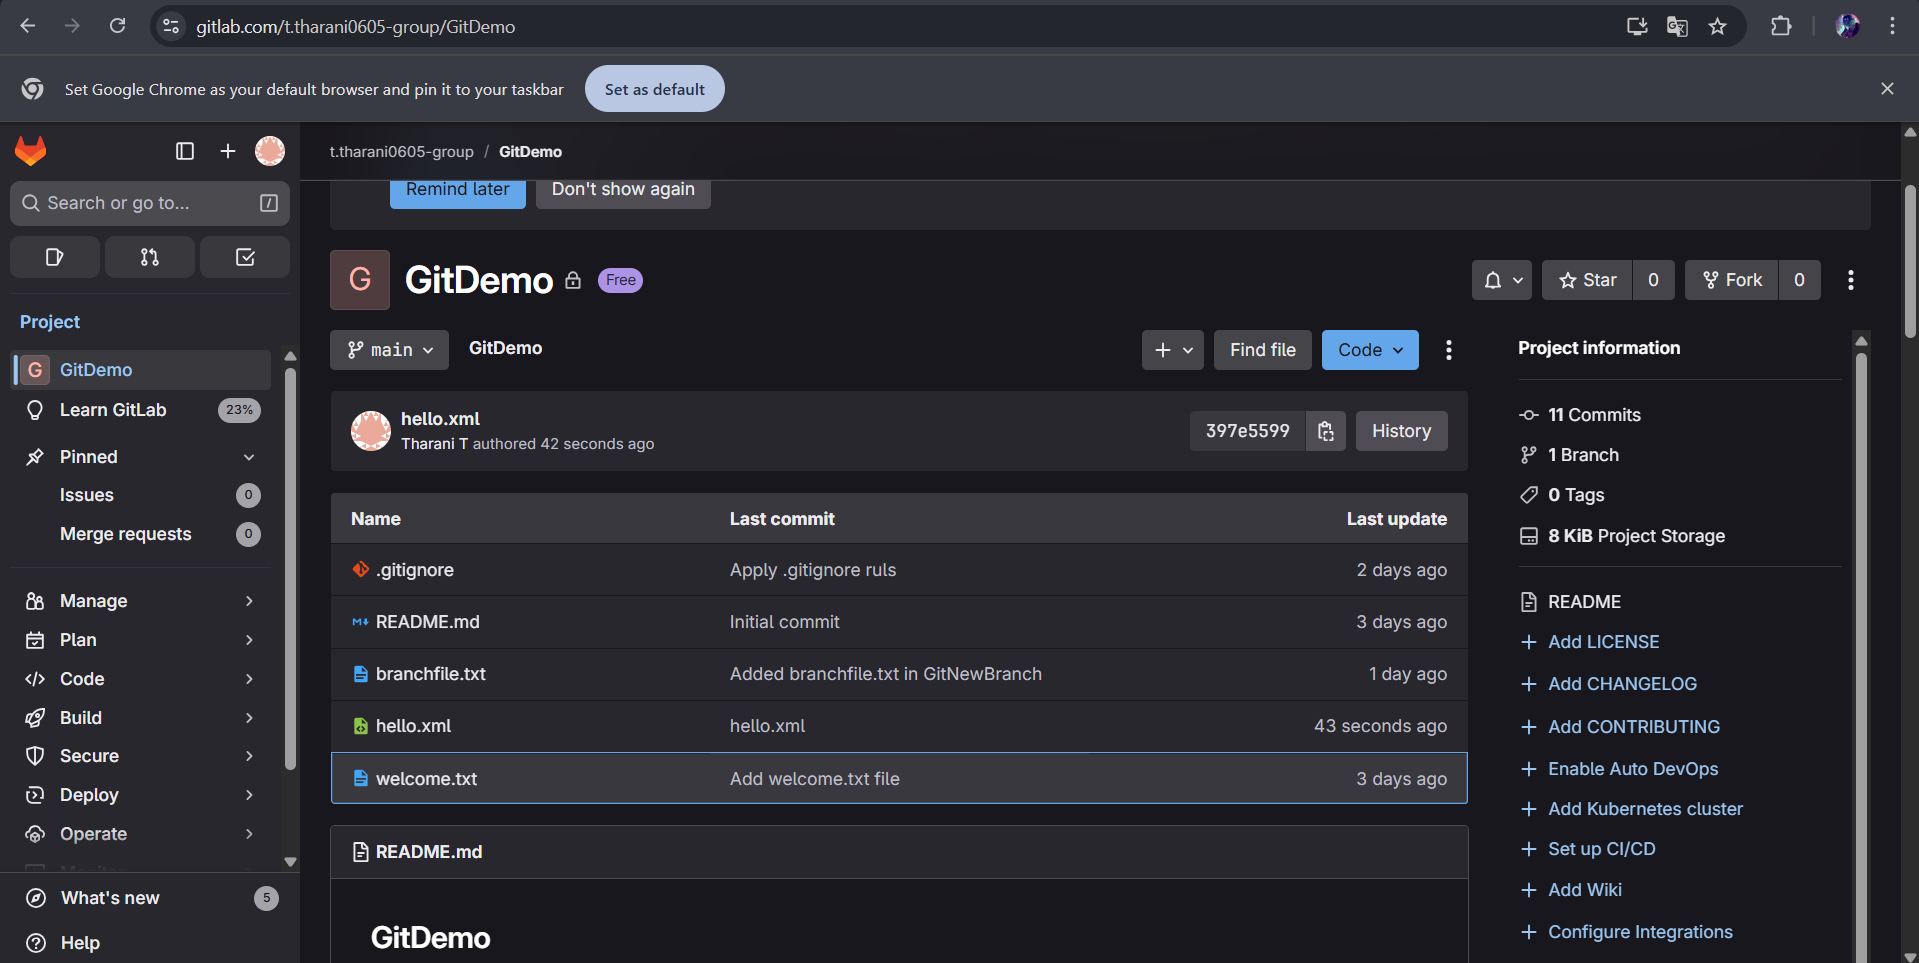 gitlab.com/t.tharani0605-group/GitDemo
Set Google Chrome as your default browser and pin it to your taskbar
Set as default
t.tharani0605-group / GitDemo
Search or go to... /
Remind later
Don't show again
Project
G GitDemo
Learn GitLab 23%
Pinned
Issues 0
Merge requests 0
Manage
Plan
Code
Build
Secure
Deploy
Operate
What's new 5
Help
G GitDemo Free
Star 0
Fork 0
main
GitDemo
Find file
Code
hello.xml
Tharani T authored 42 seconds ago
397e5599
History
Name Last commit Last update
.gitignore Apply .gitignore ruls 2 days ago
README.md Initial commit 3 days ago
branchfile.txt Added branchfile.txt in GitNewBranch 1 day ago
hello.xml hello.xml 43 seconds ago
welcome.txt Add welcome.txt file 3 days ago
README.md
GitDemo
Project information
11 Commits
1 Branch
0 Tags
8 KiB Project Storage
README
Add LICENSE
Add CHANGELOG
Add CONTRIBUTING
Enable Auto DevOps
Add Kubernetes cluster
Set up CI/CD
Add Wiki
Configure Integrations